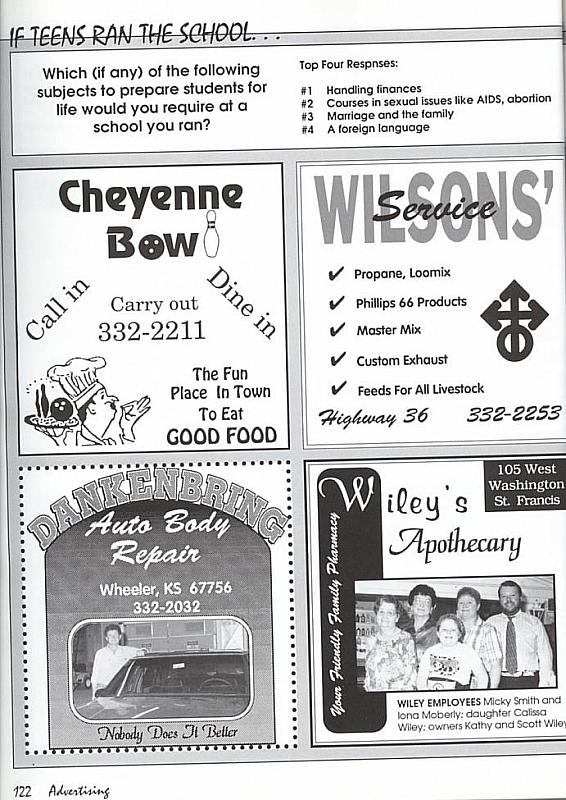 IF TEENS RAN THE SCHOOL. . .
Which (if any) of the following
subjects to prepare students for
life would you require at a
school you ran?
Top Four Respnses:
#1 Handling finances
#2 Courses in sexual issues like AIDS, abortion
#3 Marriage and the family
#4 A foreign language
Cheyenne
Bowl
Call in
Carry out
332-2211
Dine in
The Fun
Place In Town
To Eat
GOOD FOOD
WILSONS'
Service
✔ Propane, Loomix
✔ Phillips 66 Products
✔ Master Mix
✔ Custom Exhaust
✔ Feeds For All Livestock
Highway 36 332-2253
DANKENBRING
Auto Body
Repair
Wheeler, KS 67756
332-2032
Nobody Does It Better
105 West
Washington
St. Francis
Wiley's
Apothecary
Your Friendly Family Pharmacy
WILEY EMPLOYEES Micky Smith and
Iona Moberly; daughter Calissa
Wiley; owners Kathy and Scott Wiley
122 Advertising